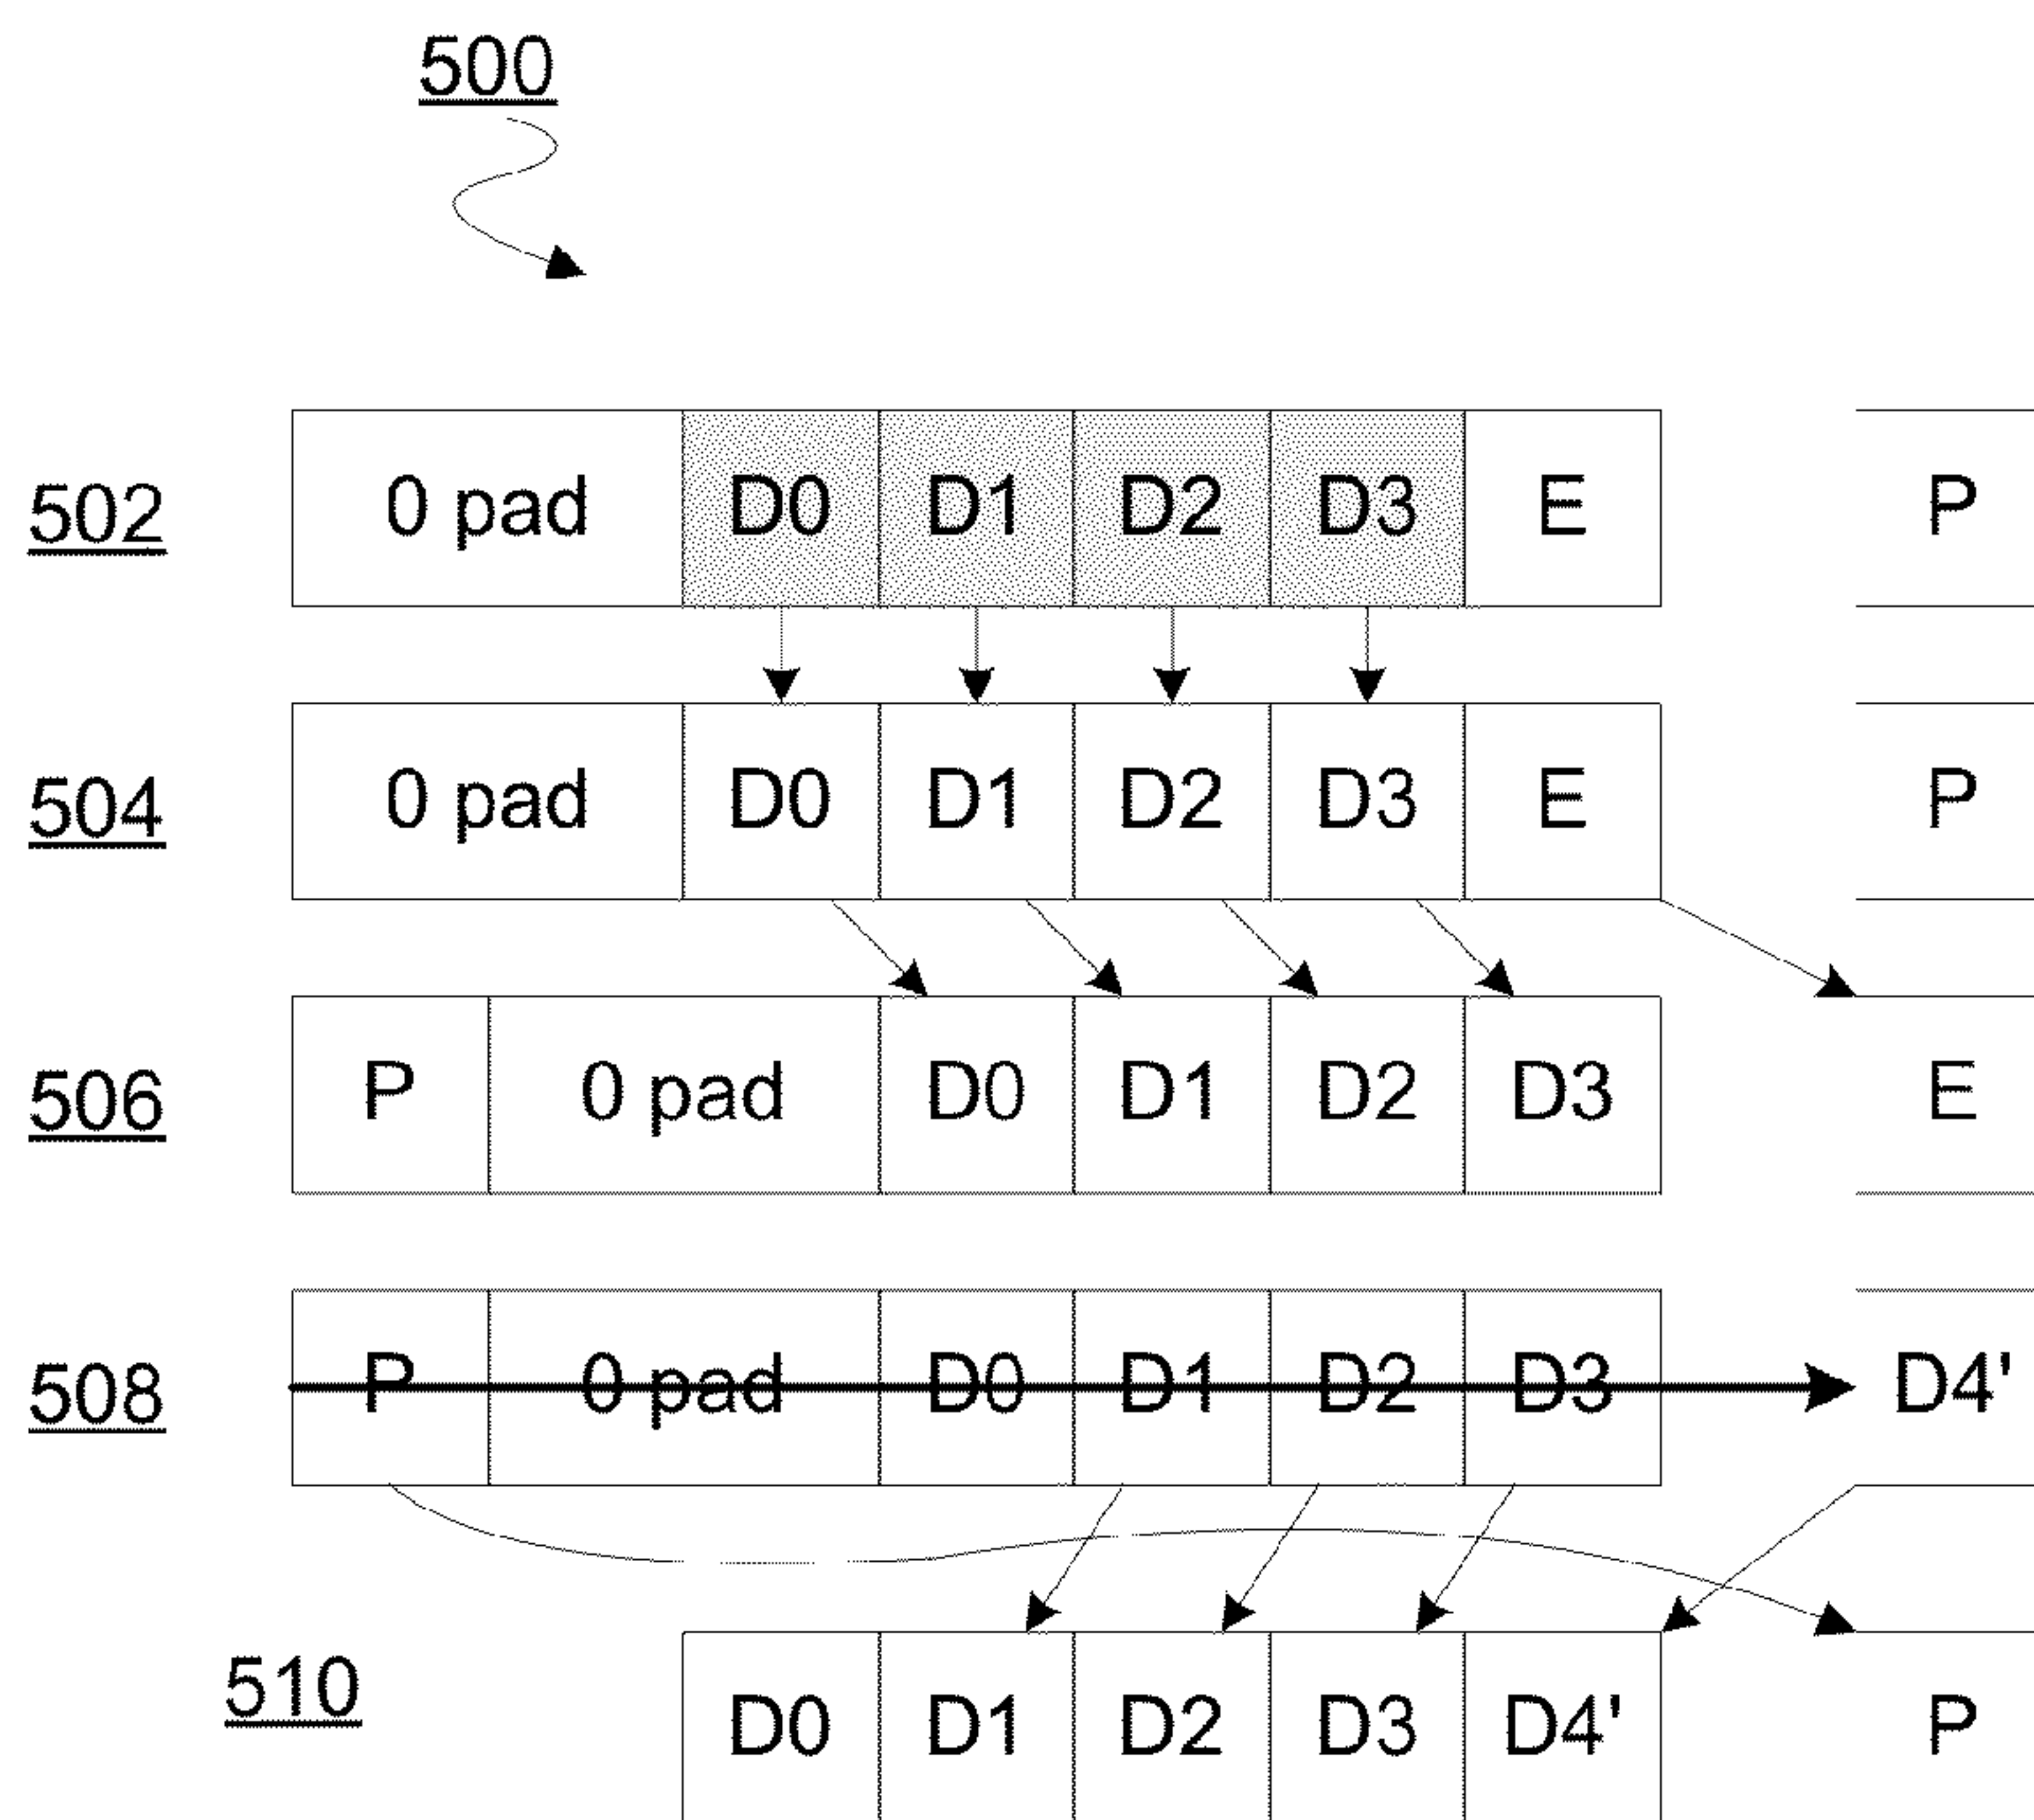 500
502 0 pad D0 D1 D2 D3 E P
504 0 pad D0 D1 D2 D3 E P
506 P 0 pad D0 D1 D2 D3 E
508 P 0 pad D0 D1 D2 D3 D4'
510 D0 D1 D2 D3 D4' P